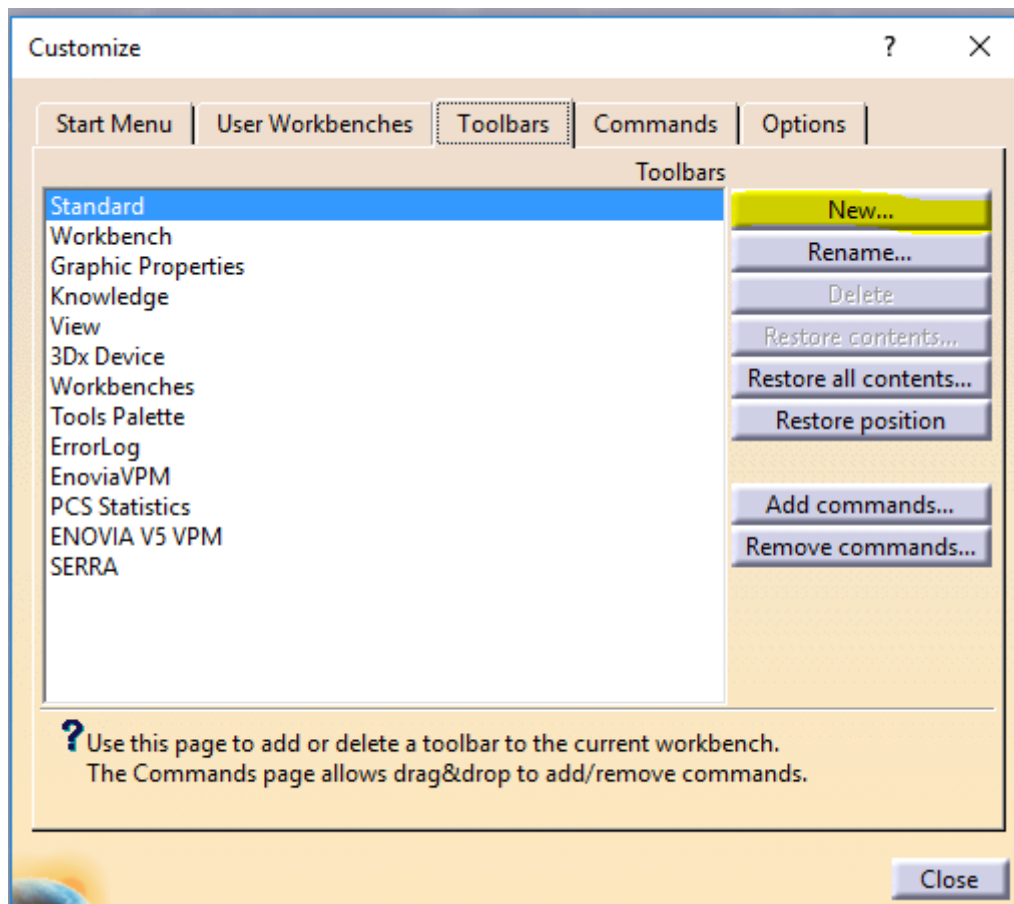 Customize
?
Start Menu
User Workbenches
Toolbars
Commands
Options
Toolbars
Standard
Workbench
Graphic Properties
Knowledge
View
3Dx Device
Workbenches
Tools Palette
ErrorLog
EnoviaVPM
PCS Statistics
ENOVIA V5 VPM
SERRA
New...
Rename...
Delete
Restore contents...
Restore all contents...
Restore position
Add commands...
Remove commands...
? Use this page to add or delete a toolbar to the current workbench.
The Commands page allows drag&drop to add/remove commands.
Close